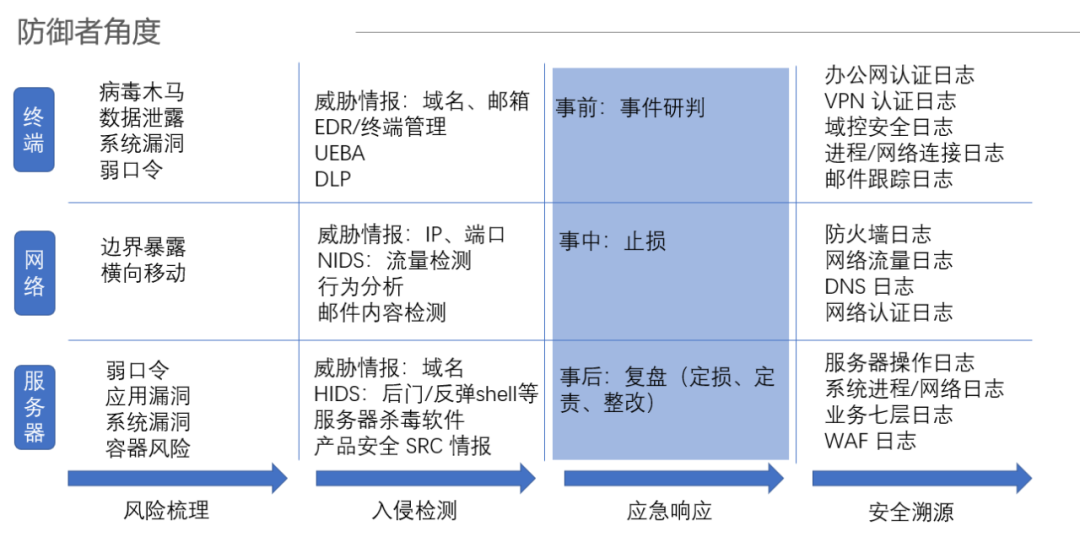 防御者角度
终端
病毒木马
数据泄露
系统漏洞
弱口令
威胁情报：域名、邮箱
EDR/终端管理
UEBA
DLP
事前：事件研判
办公网认证日志
VPN 认证日志
域控安全日志
进程/网络连接日志
邮件跟踪日志
网络
边界暴露
横向移动
威胁情报：IP、端口
NIDS：流量检测
行为分析
邮件内容检测
事中：止损
防火墙日志
网络流量日志
DNS 日志
网络认证日志
服务器
弱口令
应用漏洞
系统漏洞
容器风险
威胁情报：域名
HIDS：后门/反弹shell等
服务器杀毒软件
产品安全 SRC 情报
事后：复盘（定损、定
责、整改）
服务器操作日志
系统进程/网络日志
业务七层日志
WAF 日志
风险梳理
入侵检测
应急响应
安全溯源